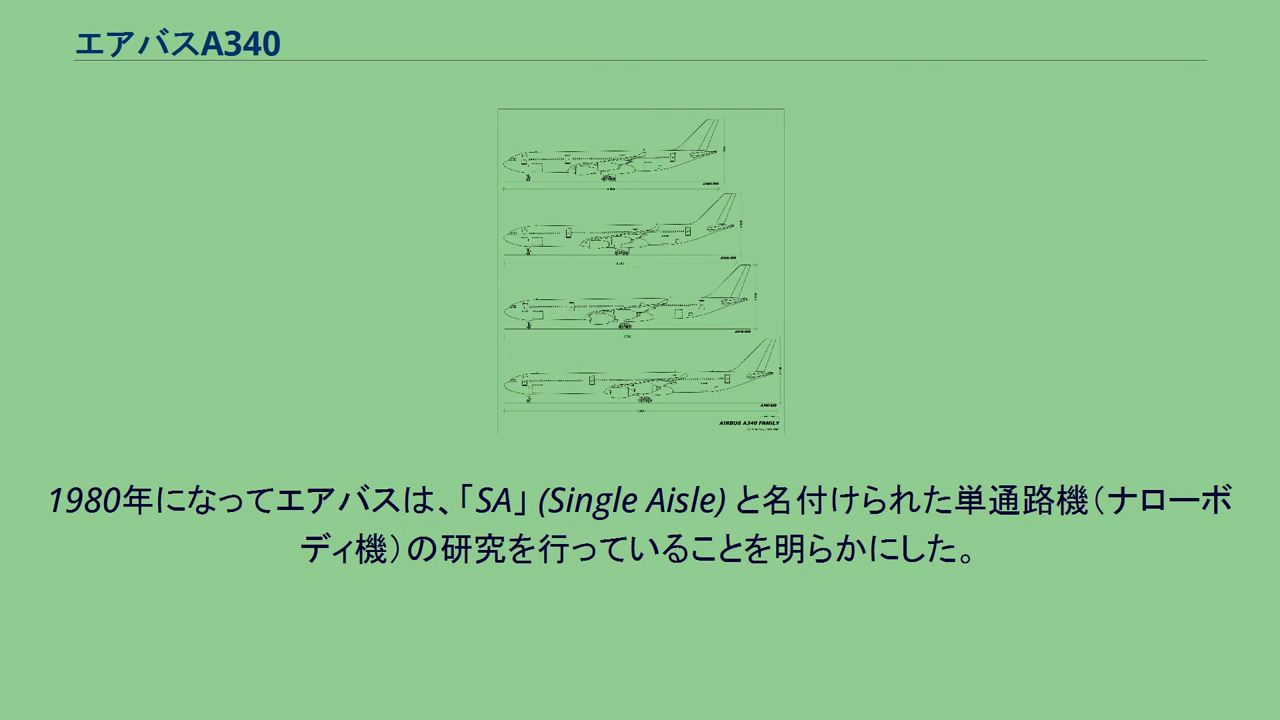 エアバスA340
AIRBUS A340 FAMILY
1980年になってエアバスは、「SA」 (Single Aisle) と名付けられた単通路機（ナローボ
ディ機）の研究を行っていることを明らかにした。